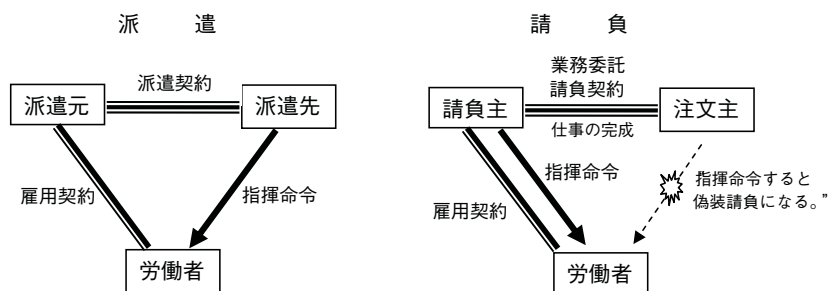 派　遣
派遣元
派遣契約
派遣先
雇用契約
指揮命令
労働者
請　負
請負主
業務委託
請負契約
仕事の完成
注文主
雇用契約
指揮命令
指揮命令すると
偽装請負になる。”
労働者